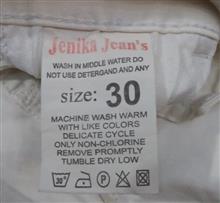 Jenika Jean's
WASH IN MIDDLE WATER DO
NOT USE DETERGAND AND ANY
size: 30
MACHINE WASH WARM
WITH LIKE COLORS
DELICATE CYCLE
ONLY NON-CHLORINE
REMOVE PROMPTLY
TUMBLE DRY LOW
30°
P